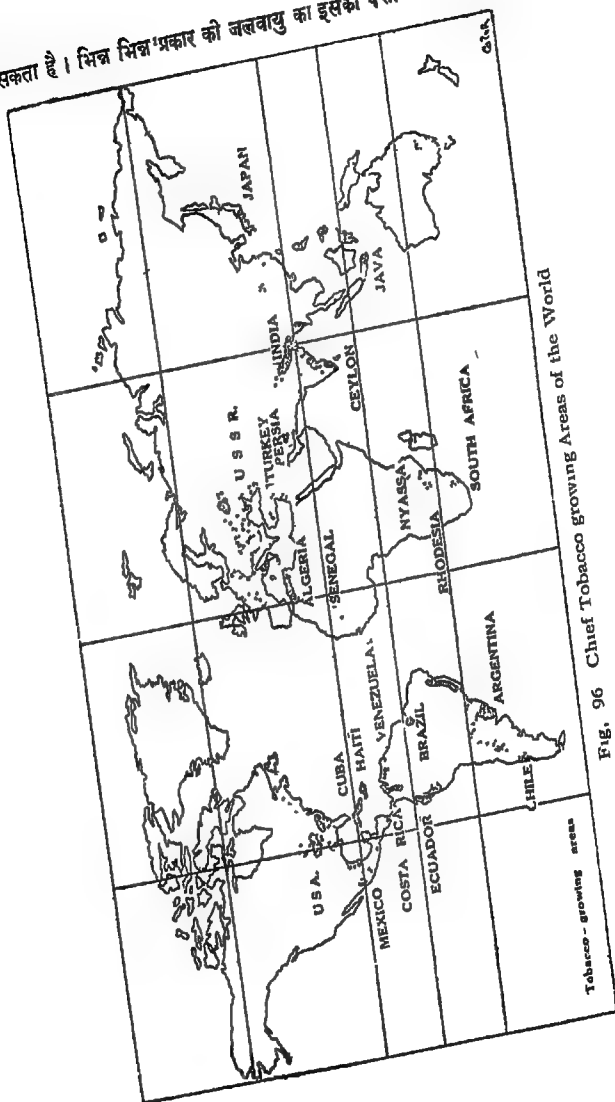 सकता है। भिन्न भिन्न प्रकार की जलवायु का इसकी
JAPAN
JAVA
INDIA
CEYLON
U S S R.
TURKEY
PERSIA
ALGERIA
SENEGAL
NYASSA
RHODESIA
SOUTH AFRICA
U S A.
CUBA
HAITI
VENEZUELA.
MEXICO
COSTA RICA
ECUADOR
BRAZIL
ARGENTINA
CHILE
Tobacco-growing areas
Fig. 96 Chief Tobacco growing Areas of the World